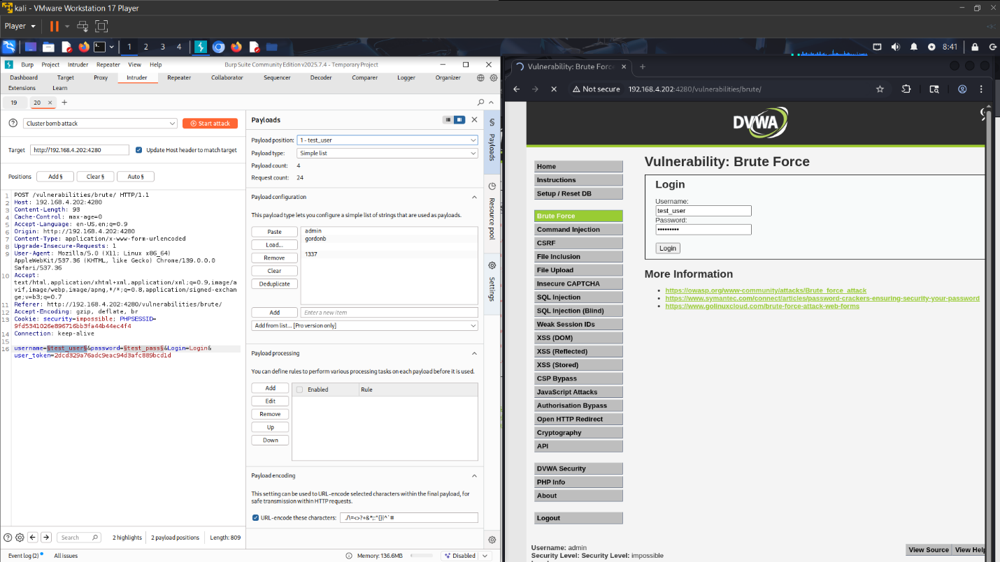 kali - VMware Workstation 17 Player
Player
1 2 3 4
8:41
Burp Project Intruder Repeater View Help
Burp Suite Community Edition v2025.7.4 - Temporary Project
Dashboard Target Proxy Intruder Repeater Collaborator Sequencer Decoder Comparer Logger Organizer
Extensions Learn
19 20
Cluster bomb attack
Start attack
Target http://192.168.4.202:4280 Update Host header to match target
Positions Add § Clear § Auto §
1 POST /vulnerabilities/brute/ HTTP/1.1
2 Host: 192.168.4.202:4280
3 Content-Length: 93
4 Cache-Control: max-age=0
5 Accept-Language: en-US,en;q=0.9
6 Origin: http://192.168.4.202:4280
7 Content-Type: application/x-www-form-urlencoded
8 Upgrade-Insecure-Requests: 1
9 User-Agent: Mozilla/5.0 (X11; Linux x86_64)
AppleWebKit/537.36 (KHTML, like Gecko) Chrome/139.0.0.0
Safari/537.36
10 Accept:
text/html,application/xhtml+xml,application/xml;q=0.9,image/a
vif,image/webp,image/apng,*/*;q=0.8,application/signed-exchan
ge;v=b3;q=0.7
11 Referer: http://192.168.4.202:4280/vulnerabilities/brute/
12 Accept-Encoding: gzip, deflate, br
13 Cookie: security=impossible; PHPSESSID=
9fd5341026e896716bb3fa44b44ec4f4
14 Connection: keep-alive
15
16 username=§test_user§&password=§test_pass§&Login=Login&
user_token=2dcd329a76adc9eac94d3afc889bcd1d
Search
2 highlights 2 payload positions Length: 809
Event log (2) All issues
Memory: 136.6MB
Disabled
Payloads
Payload position: 1 - test_user
Payload type: Simple list
Payload count: 4
Request count: 24
Payload configuration
This payload type lets you configure a simple list of strings that are used as payloads.
Paste
Load...
Remove
Clear
Deduplicate
admin
gordonb
1337
Add Enter a new item
Add from list... [Pro version only]
Payload processing
You can define rules to perform various processing tasks on each payload before it is used.
Add
Edit
Remove
Up
Down
Enabled Rule
Payload encoding
This setting can be used to URL-encode selected characters within the final payload, for
safe transmission within HTTP requests.
URL-encode these characters: ./\=<>?+&*;:"{}|^`#
Payloads
Resource pool
Settings
Vulnerability: Brute Forc
Not secure 192.168.4.202:4280/vulnerabilities/brute/
DVWA
Home
Instructions
Setup / Reset DB
Brute Force
Command Injection
CSRF
File Inclusion
File Upload
Insecure CAPTCHA
SQL Injection
SQL Injection (Blind)
Weak Session IDs
XSS (DOM)
XSS (Reflected)
XSS (Stored)
CSP Bypass
JavaScript Attacks
Authorisation Bypass
Open HTTP Redirect
Cryptography
API
DVWA Security
PHP Info
About
Logout
Vulnerability: Brute Force
Login
Username:
test_user
Password:
•••••••••
Login
More Information
https://owasp.org/www-community/attacks/Brute_force_attack
https://www.symantec.com/connect/articles/password-crackers-ensuring-security-your-password
https://www.golinuxcloud.com/brute-force-attack-web-forms
Username: admin
Security Level: Security Level: impossible
View Source View Help